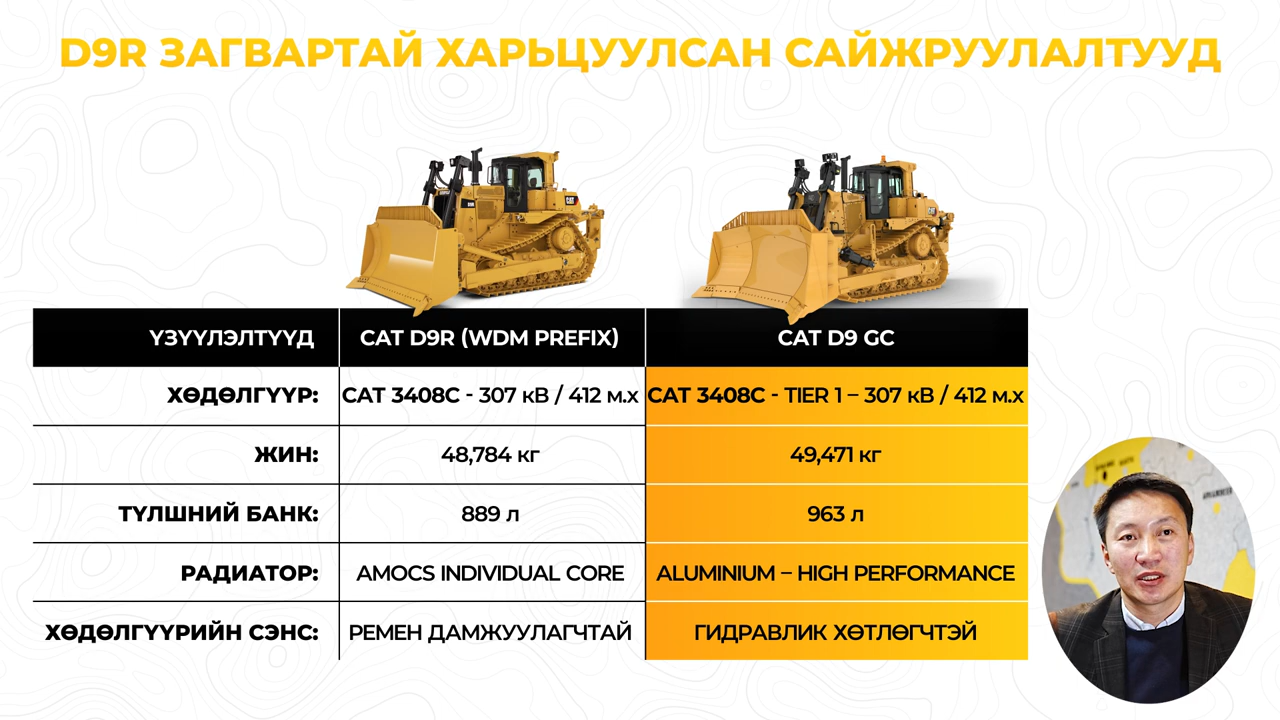 D9R ЗАГВАРТАЙ ХАРЬЦУУЛСАН САЙЖРУУЛАЛТУУД
CAT
CAT
ҮЗҮҮЛЭЛТҮҮД CAT D9R (WDM PREFIX) CAT D9 GC
ХӨДӨЛГҮҮР: CAT 3408C - 307 кВ / 412 м.х CAT 3408C - TIER 1 – 307 кВ / 412 м.х
ЖИН: 48,784 кг 49,471 кг
ТҮЛШНИЙ БАНК: 889 л 963 л
РАДИАТОР: AMOCS INDIVIDUAL CORE ALUMINIUM – HIGH PERFORMANCE
ХӨДӨЛГҮҮРИЙН СЭНС: РЕМЕН ДАМЖУУЛАГЧТАЙ ГИДРАВЛИК ХӨТЛӨГЧТЭЙ